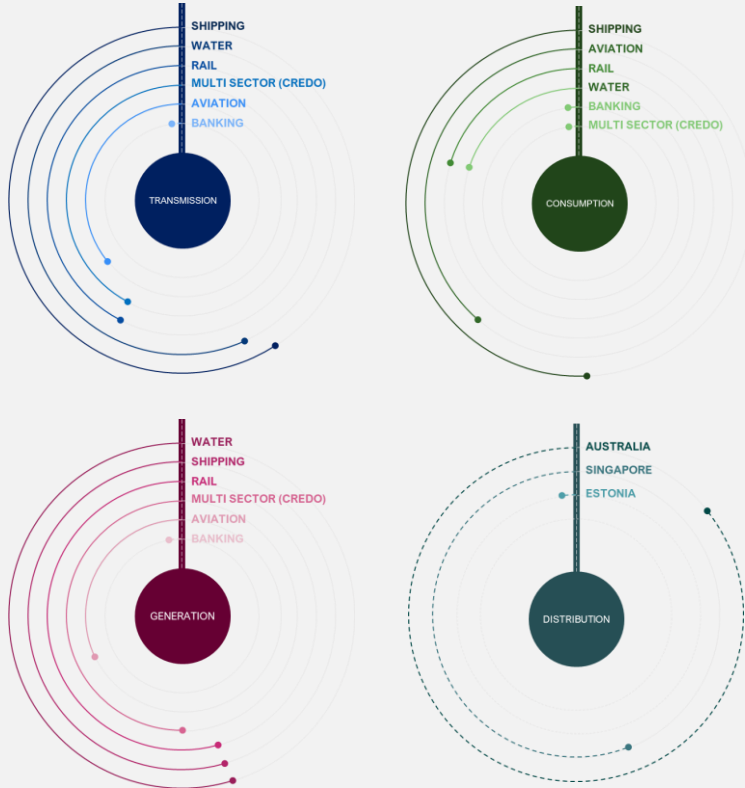 SHIPPING
WATER
RAIL
MULTI SECTOR (CREDO)
AVIATION
BANKING
TRANSMISSION
SHIPPING
AVIATION
RAIL
WATER
BANKING
MULTI SECTOR (CREDO)
CONSUMPTION
WATER
SHIPPING
RAIL
MULTI SECTOR (CREDO)
AVIATION
BANKING
GENERATION
AUSTRALIA
SINGAPORE
ESTONIA
DISTRIBUTION